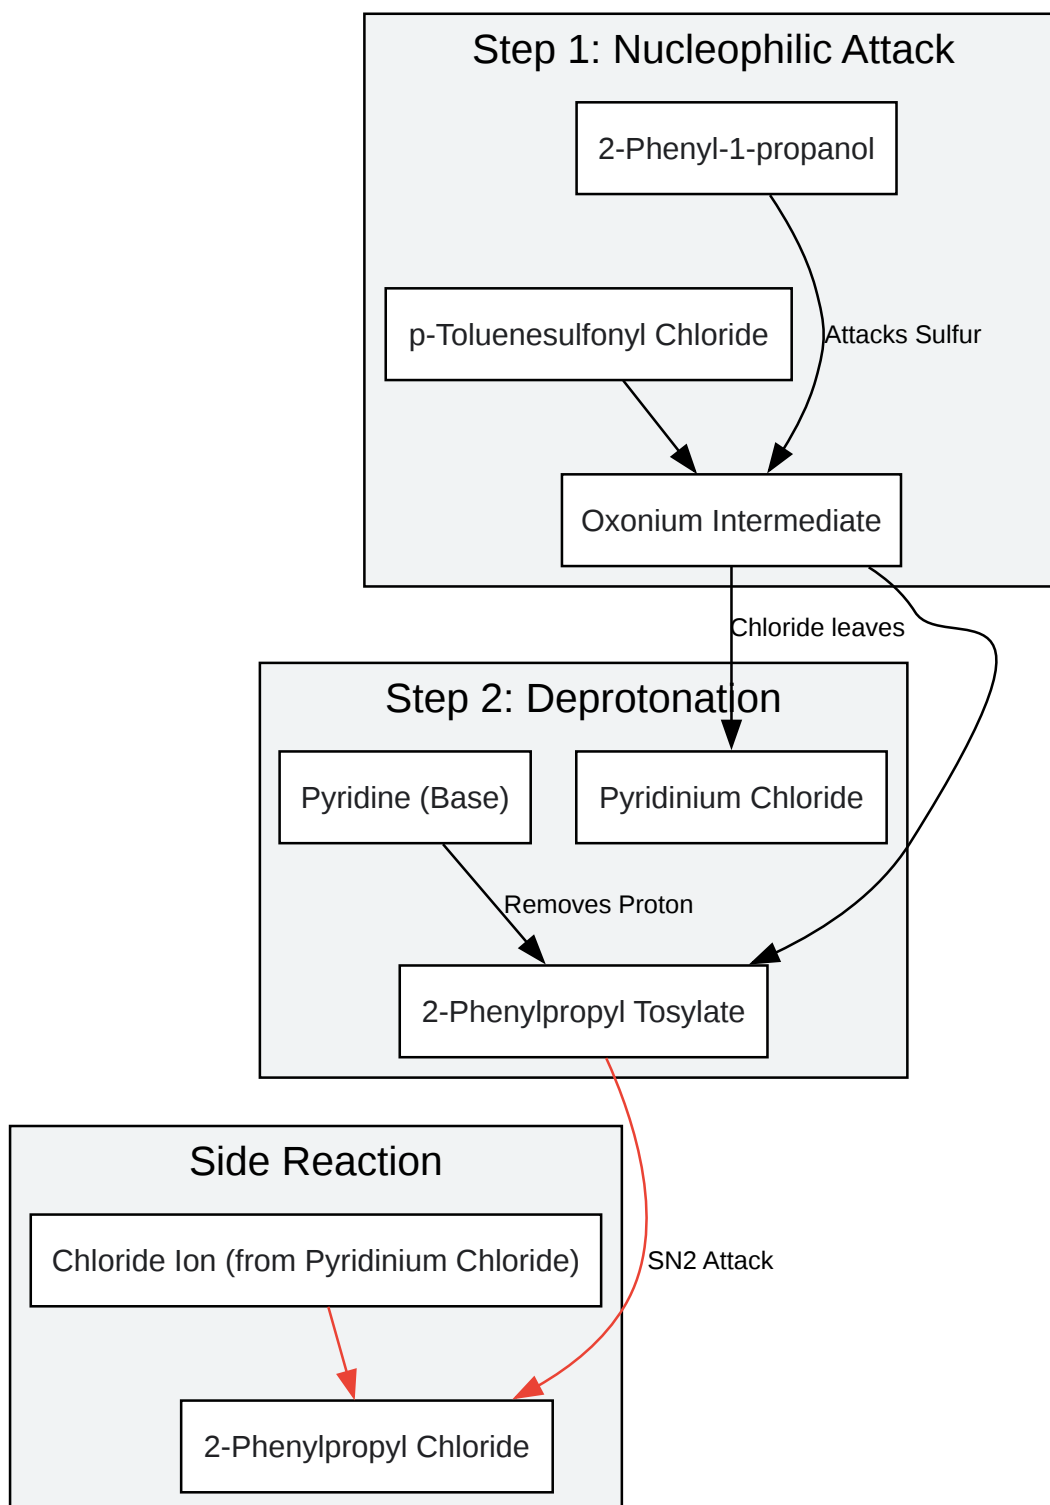 Step 1: Nucleophilic Attack
2-Phenyl-1-propanol
p-Toluenesulfonyl Chloride
Attacks Sulfur
Oxonium Intermediate
Chloride leaves
Step 2: Deprotonation
Pyridine (Base)
Pyridinium Chloride
Removes Proton
2-Phenylpropyl Tosylate
Side Reaction
Chloride Ion (from Pyridinium Chloride)
SN2 Attack
2-Phenylpropyl Chloride